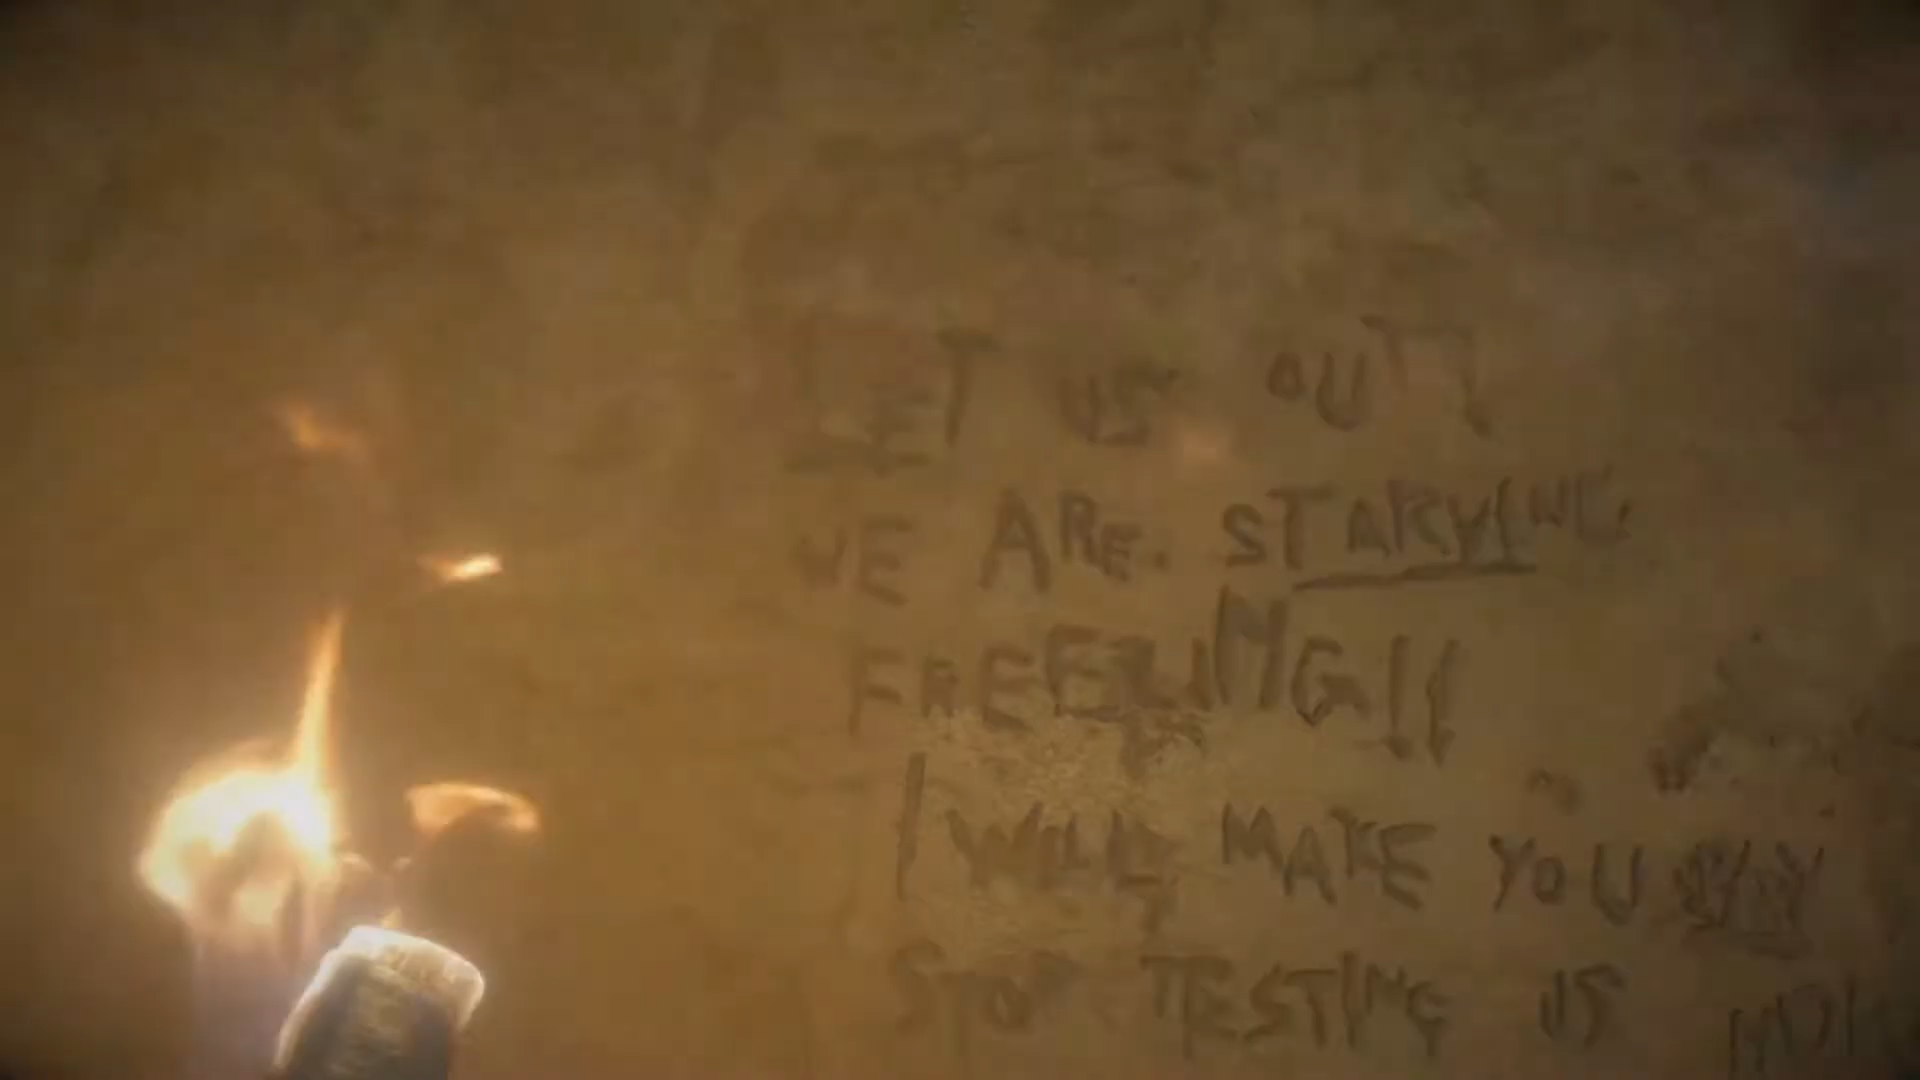 LET US OUT!
WE ARE. STARVING.
FREEZING!!
I WILL MAKE YOU
STOP TESTING US